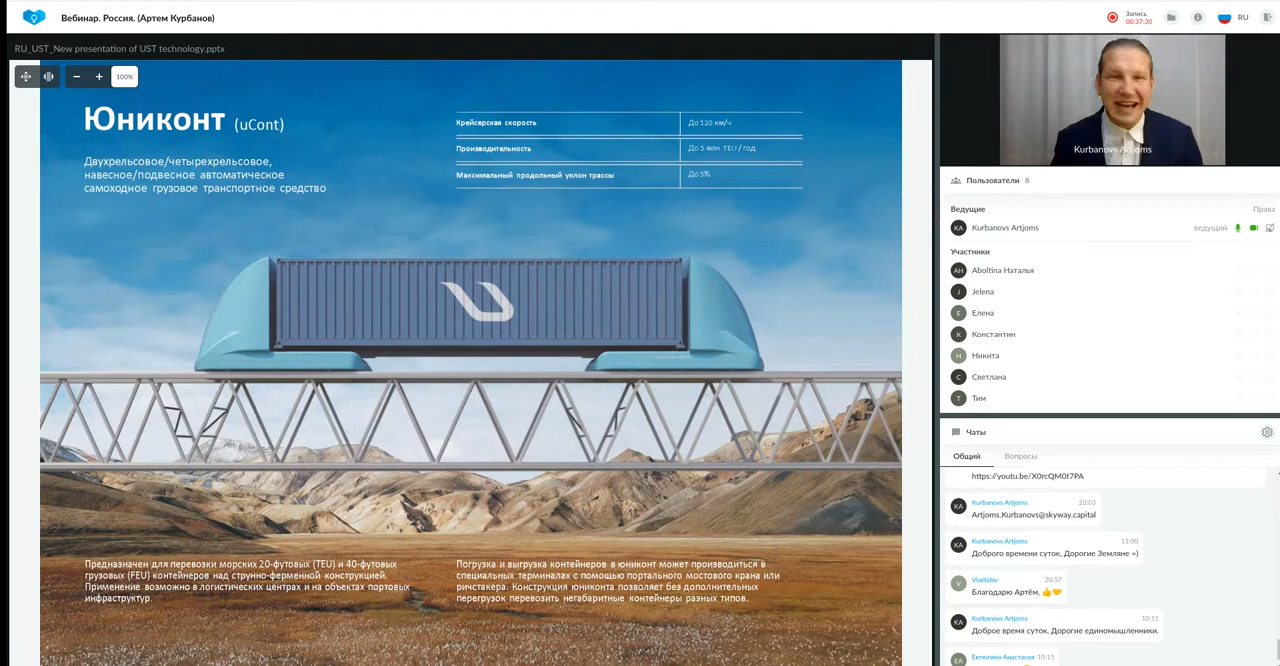 Вебинар. Россия. (Артем Курбанов)
Запись
00:37:30
RU
RU_UST_New presentation of UST technology.pptx
100%
Юниконт (uCont)
Двухрельсовое/четырехрельсовое,
навесное/подвесное автоматическое
самоходное грузовое транспортное средство
Крейсерская скорость До 120 км/ч
Производительность До 5 млн TEU / год
Максимальный продольный уклон трассы До 5%
Предназначен для перевозки морских 20-футовых (TEU) и 40-футовых
грузовых (FEU) контейнеров над струнно-ферменной конструкцией.
Применение возможно в логистических центрах и на объектах портовых
инфраструктур.
Погрузка и выгрузка контейнеров в юниконт может производиться в
специальных терминалах с помощью портального мостового крана или
ричстакера. Конструкция юниконта позволяет без дополнительных
перегрузок перевозить негабаритные контейнеры разных типов.
Kurbanovs Artjoms
Пользователи 8
Ведущие Права
KA Kurbanovs Artjoms ведущий
Участники
AH Aboltina Наталья
J Jelena
Е Елена
К Константин
Н Никита
С Светлана
Т Тим
Чаты
Общий Вопросы
https://youtu.be/X0rcQM0t7PA
KA Kurbanovs Artjoms 20:03
Artjoms.Kurbanovs@skyway.capital
KA Kurbanovs Artjoms 11:00
Доброго времени суток, Дорогие Земляне =)
V Vladislav 20:57
Благодарю Артём, 👍💛
KA Kurbanovs Artjoms 10:15
Доброе время суток, Дорогие единомышленники.
ЕА Евтюгина Анастасия 10:15